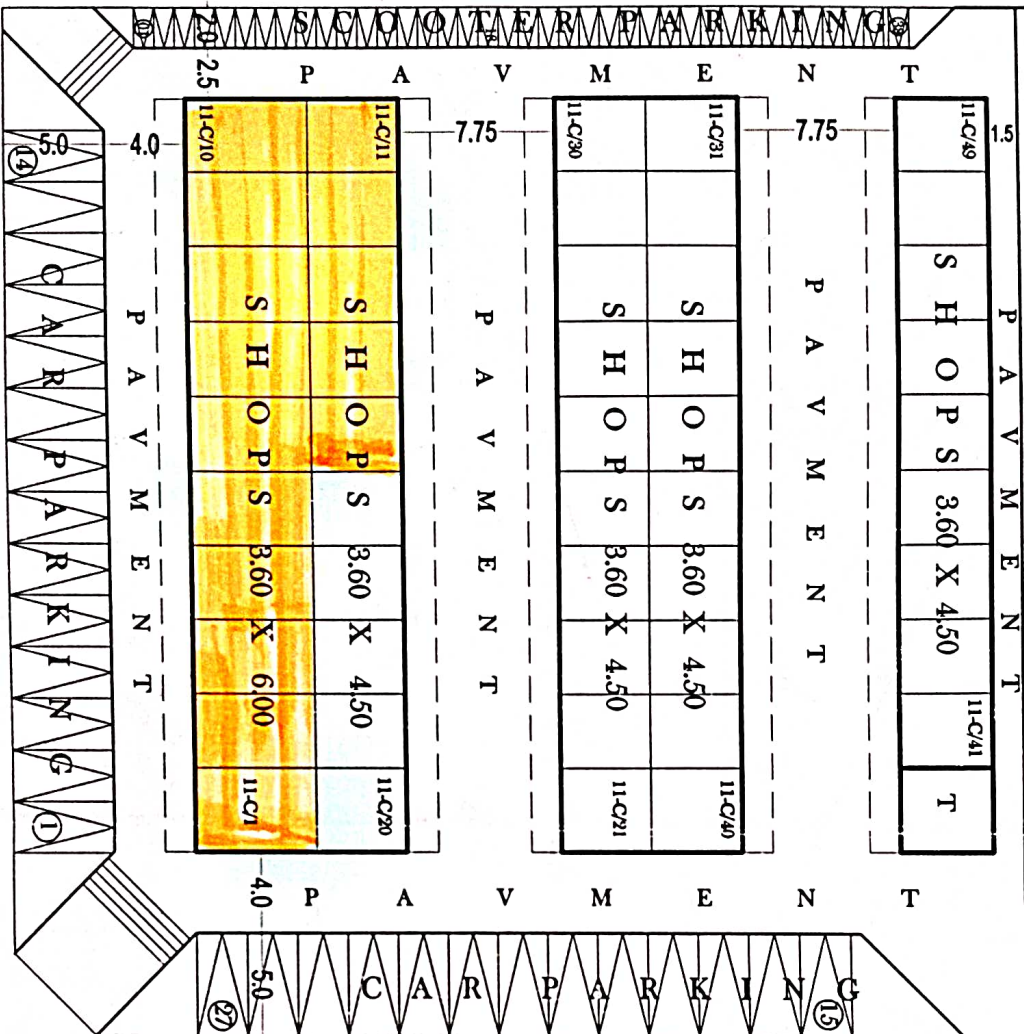 SCOOTER PARKING
2.0
2.5
PAVMENT
5.0
4.0
11-C/10
11-C/11
7.75
11-C/30
11-C/31
7.75
11-C/49
1.5
14
CAR PARKING
1
PAVMENT
SHOPS 3.60 X 6.00
11-C/1
SHOPS 3.60 X 4.50
11-C/20
PAVMENT
SHOPS 3.60 X 4.50
11-C/21
SHOPS 3.60 X 4.50
11-C/40
PAVMENT
SHOPS 3.60 X 4.50
11-C/41
T
PAVMENT
4.0
PAVMENT
5.0
27
CAR PARKING
15